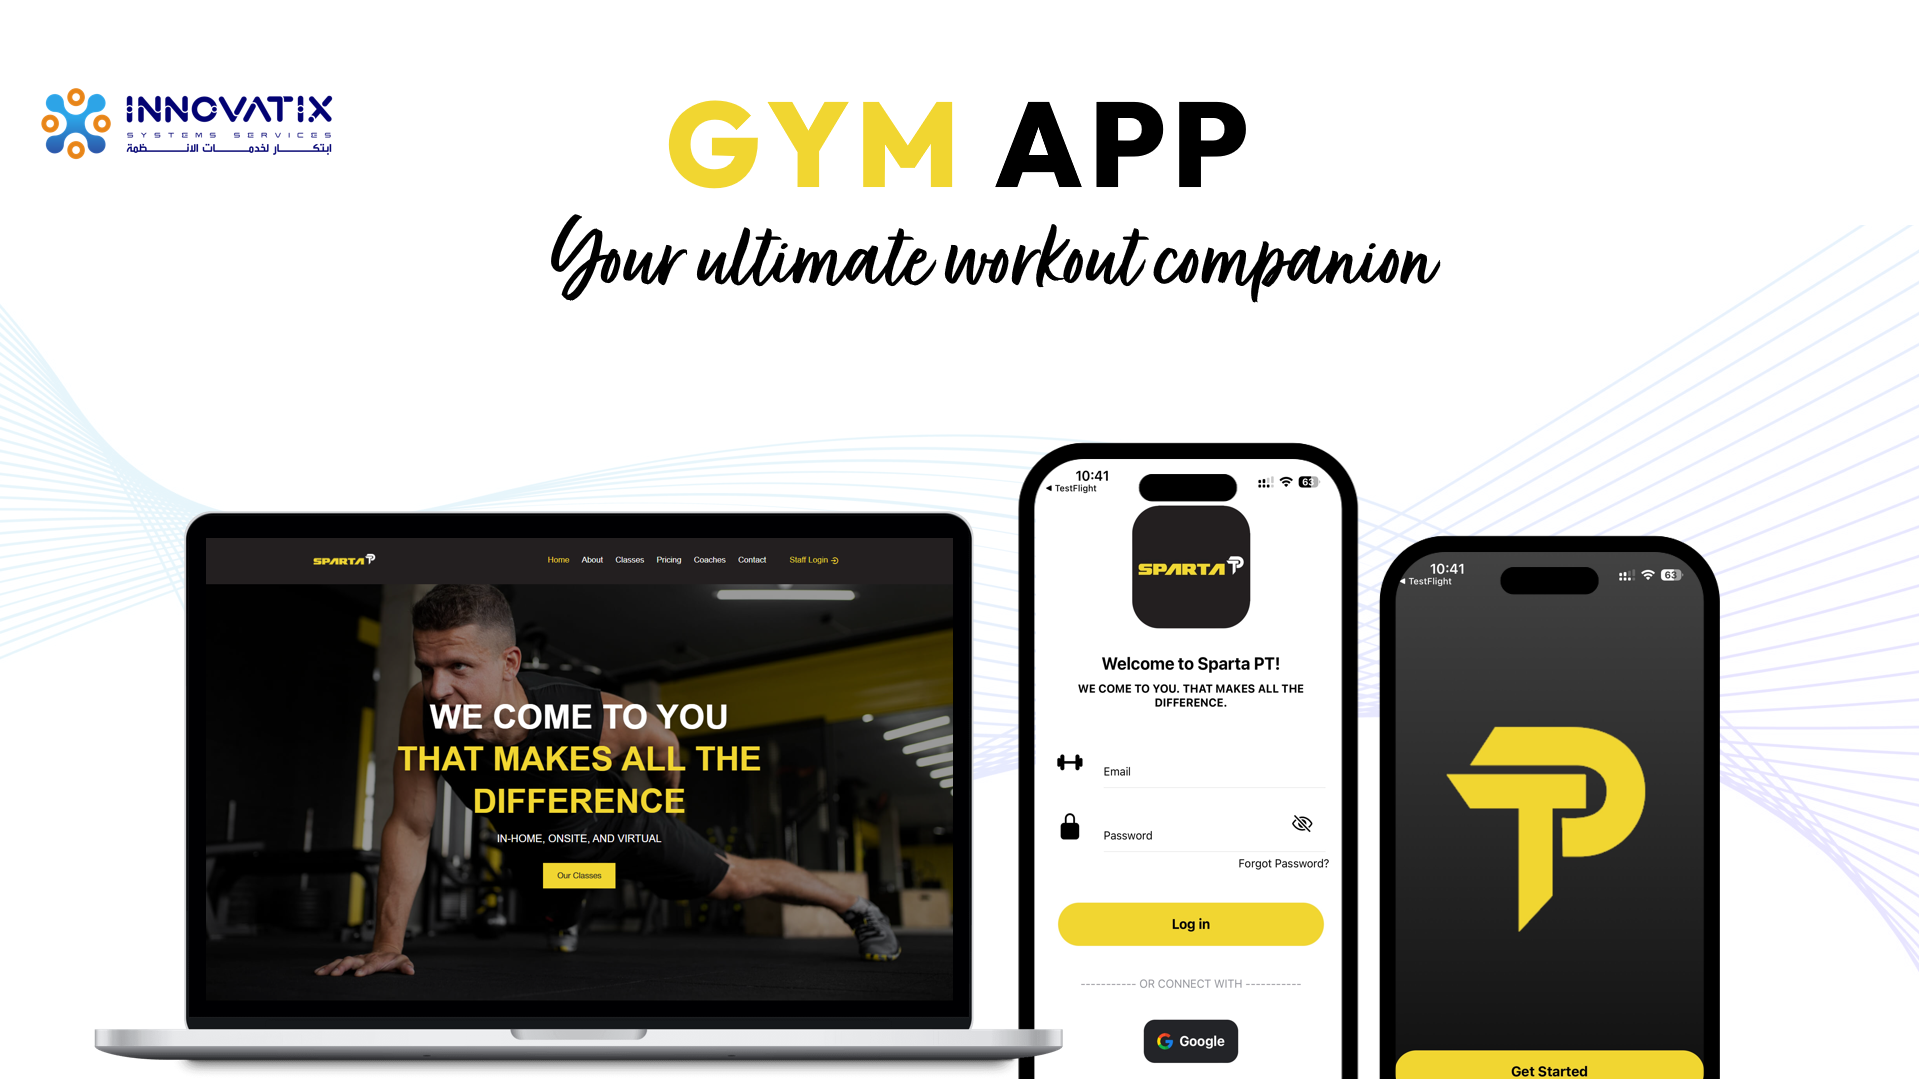 INNOVATIX
SYSTEMS SERVICES
ابتكار لخدمات الانظمة
GYM APP
Your ultimate workout companion
SPARTA
Home About Classes Pricing Coaches Contact Staff Login
WE COME TO YOU
THAT MAKES ALL THE
DIFFERENCE
IN-HOME, ONSITE, AND VIRTUAL
Our Classes
10:41
TestFlight
63
SPARTA
Welcome to Sparta PT!
WE COME TO YOU. THAT MAKES ALL THE
DIFFERENCE.
Email
Password
Forgot Password?
Log in
----------- OR CONNECT WITH -----------
Google
10:41
TestFlight
63
Get Started